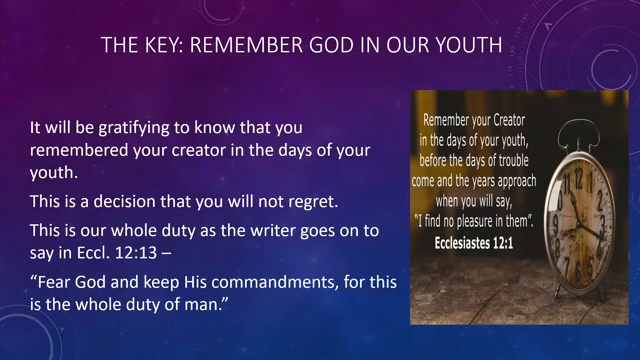 THE KEY: REMEMBER GOD IN OUR YOUTH
It will be gratifying to know that you
remembered your creator in the days of your
youth.
This is a decision that you will not regret.
This is our whole duty as the writer goes on to
say in Eccl. 12:13 –
“Fear God and keep His commandments, for this
is the whole duty of man.”
Remember your Creator
in the days of your youth,
before the days of trouble
come and the years approach
when you will say,
“I find no pleasure in them”.
Ecclesiastes 12:1